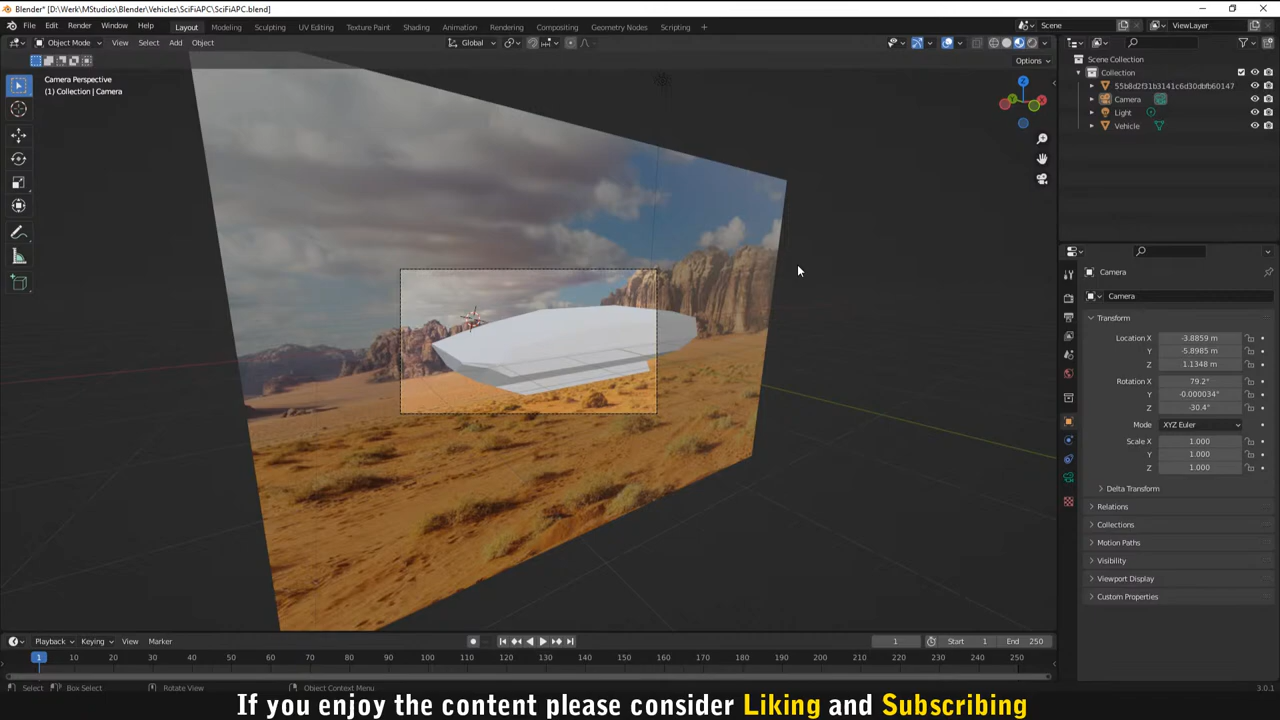 Blender* [D:\Werk\MStudios\Blender\Vehicles\SciFiAPC\SciFiAPC.blend]
File Edit Render Window Help Layout Modeling Sculpting UV Editing Texture Paint Shading Animation Rendering Compositing Geometry Nodes Scripting + Scene ViewLayer
Object Mode View Select Add Object Global
Options
Camera Perspective
(1) Collection | Camera
Scene Collection
Collection
55b8d2f31b3141c6d30dbfb60147
Camera
Light
Vehicle
Camera
Camera
Transform
Location X -3.8859 m
Y -5.8985 m
Z 1.1348 m
Rotation X 79.2°
Y -0.000034°
Z -30.4°
Mode XYZ Euler
Scale X 1.000
Y 1.000
Z 1.000
Delta Transform
Relations
Collections
Motion Paths
Visibility
Viewport Display
Custom Properties
Playback Keying View Marker 1 Start 1 End 250
1 10 20 30 40 50 60 70 80 90 100 110 120 130 140 150 160 170 180 190 200 210 220 230 240 250
Select Box Select Rotate View Object Context Menu 3.0.1
If you enjoy the content please consider Liking and Subscribing